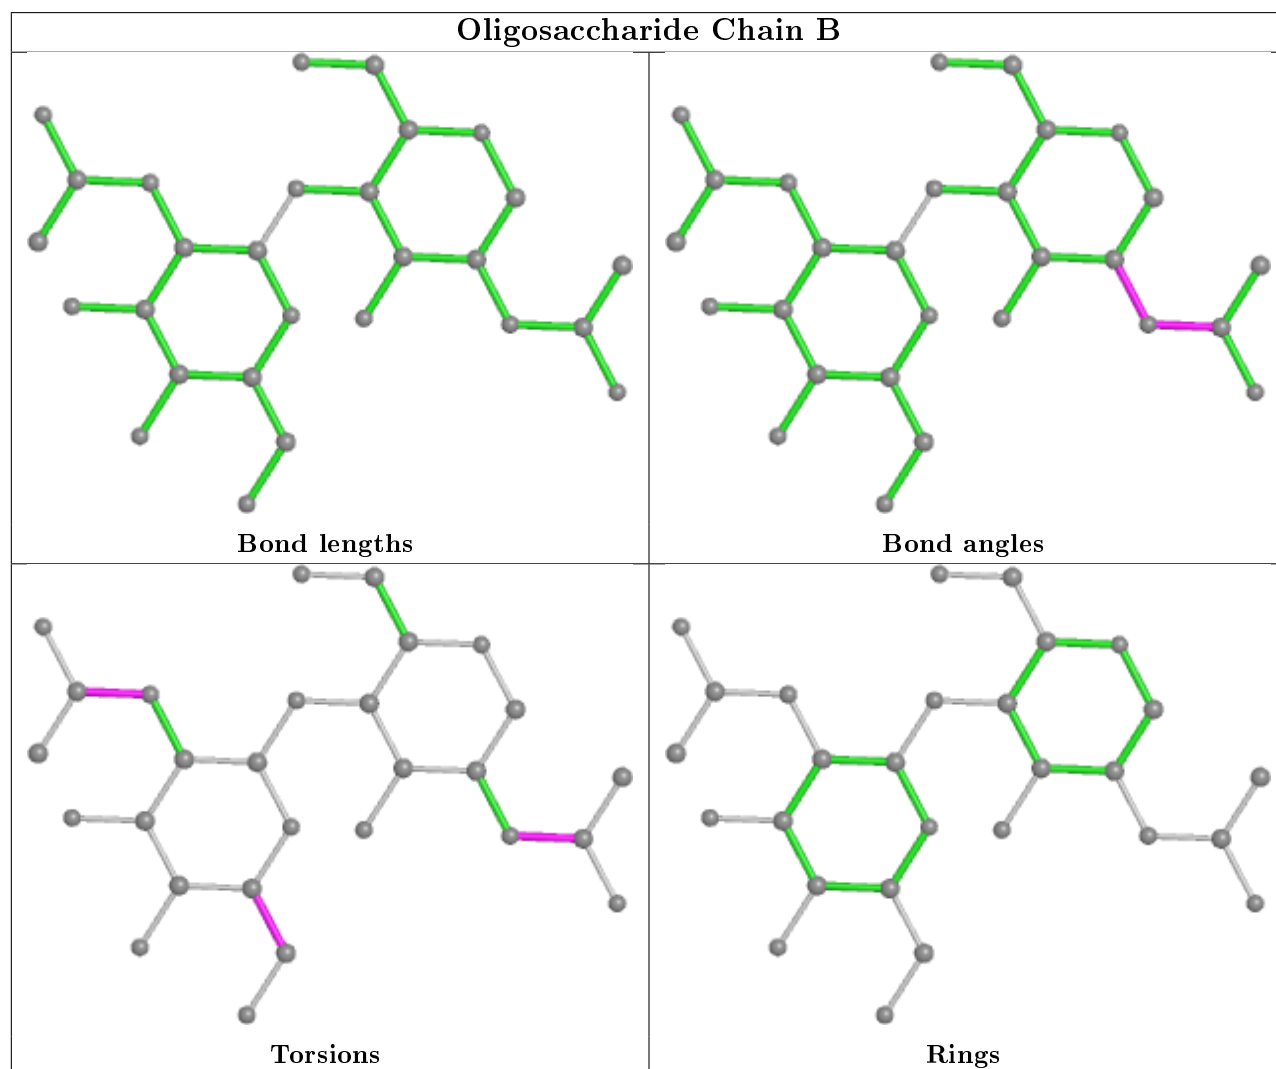 Oligosaccharide Chain B
Bond lengths
Bond angles
Torsions
Rings